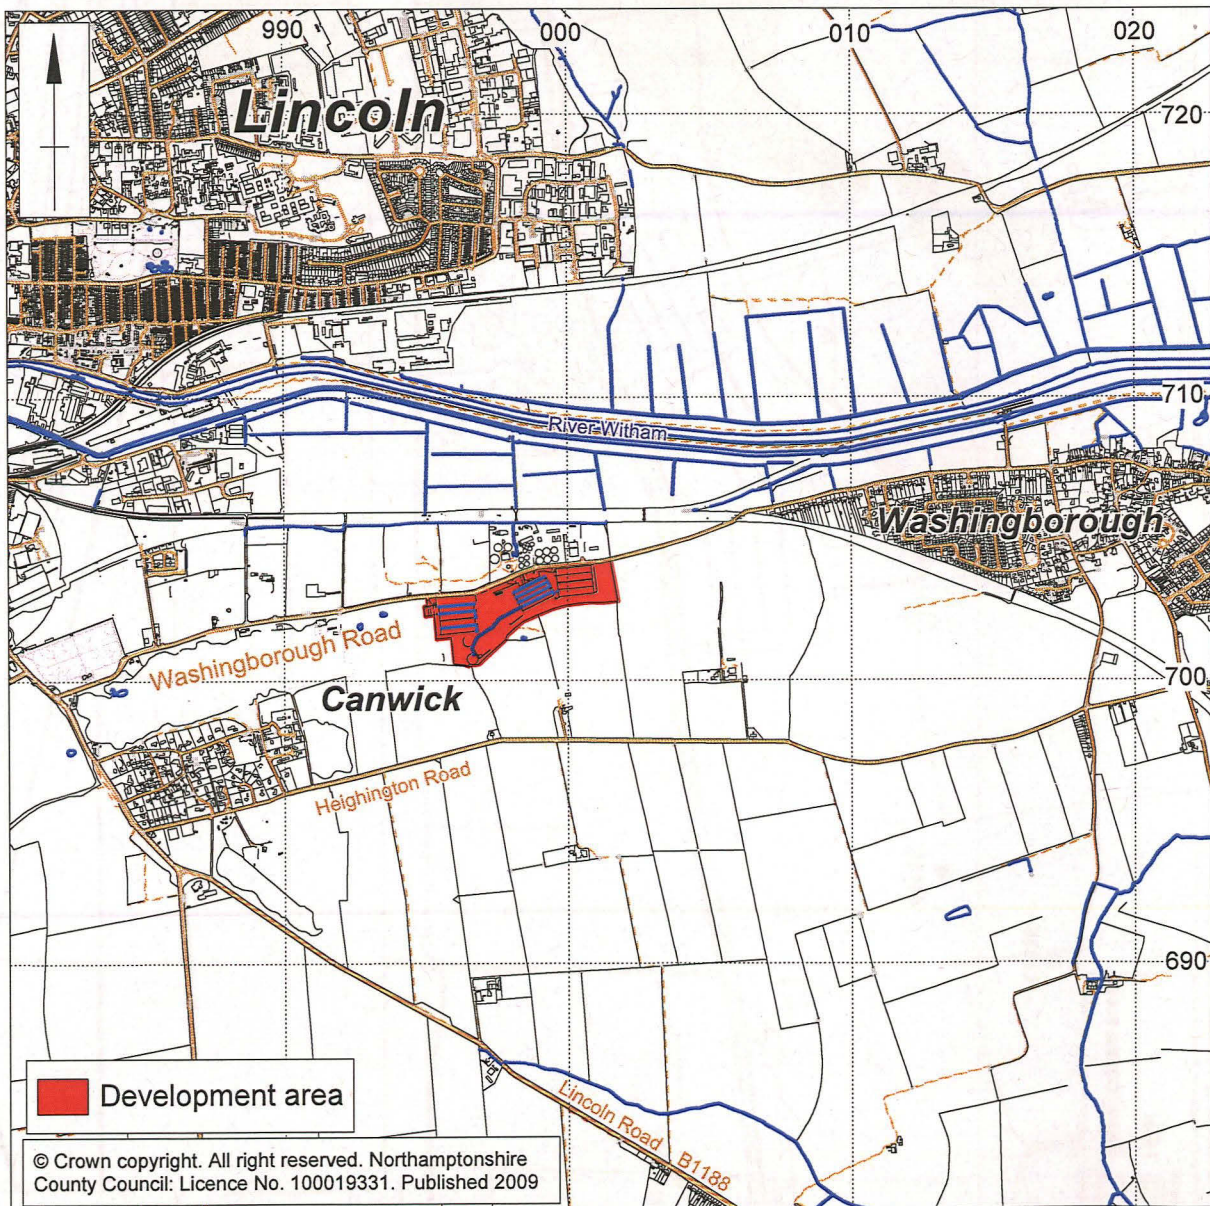 990
000
010
020
Lincoln
720
710
River Witham
Washingborough
Washingborough Road
700
Canwick
Heighington Road
690
Development area
Lincoln Road
B1188
© Crown copyright. All right reserved. Northamptonshire
County Council: Licence No. 100019331. Published 2009